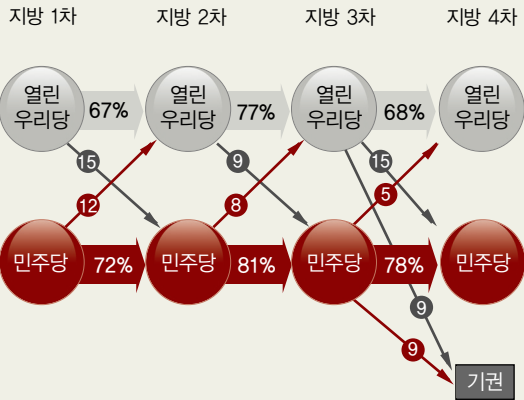 지방 1차 지방 2차 지방 3차 지방 4차
열린
우리당
67%
열린
우리당
77%
열린
우리당
68%
열린
우리당
15
9
15
12
8
5
민주당
72%
민주당
81%
민주당
78%
민주당
9
9
기권